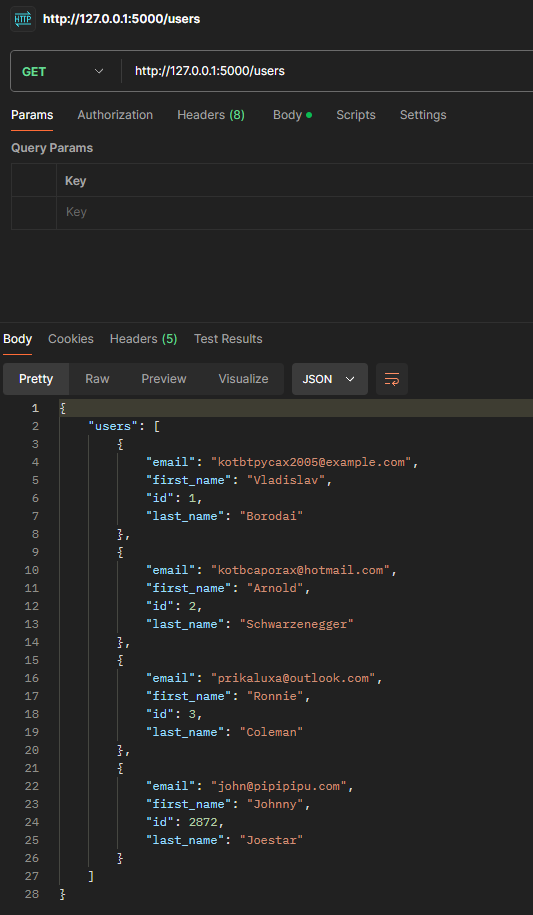 HTTP http://127.0.0.1:5000/users
GET http://127.0.0.1:5000/users
Params Authorization Headers (8) Body Scripts Settings
Query Params
Key
Key
Body Cookies Headers (5) Test Results
Pretty Raw Preview Visualize JSON
1 {
2 "users": [
3 {
4 "email": "kotbtpycax2005@example.com",
5 "first_name": "Vladislav",
6 "id": 1,
7 "last_name": "Borodai"
8 },
9 {
10 "email": "kotbcaporax@hotmail.com",
11 "first_name": "Arnold",
12 "id": 2,
13 "last_name": "Schwarzenegger"
14 },
15 {
16 "email": "prikaluxa@outlook.com",
17 "first_name": "Ronnie",
18 "id": 3,
19 "last_name": "Coleman"
20 },
21 {
22 "email": "john@pipipipu.com",
23 "first_name": "Johnny",
24 "id": 2872,
25 "last_name": "Joestar"
26 }
27 ]
28 }